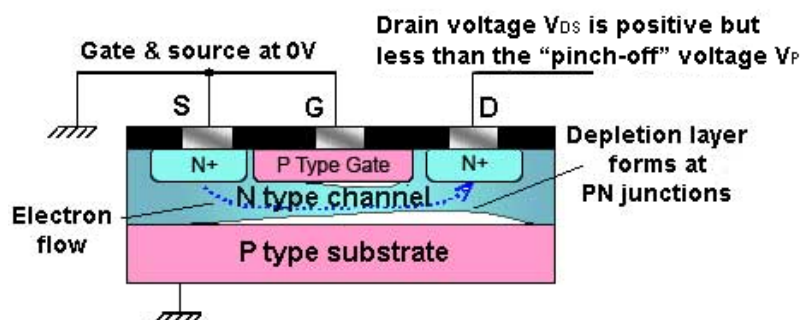 Drain voltage VDS is positive but
less than the “pinch-off” voltage VP
Gate & source at 0V
S
G
D
Depletion layer
forms at
PN junctions
N+
P Type Gate
N+
N type channel
Electron
flow
P type substrate